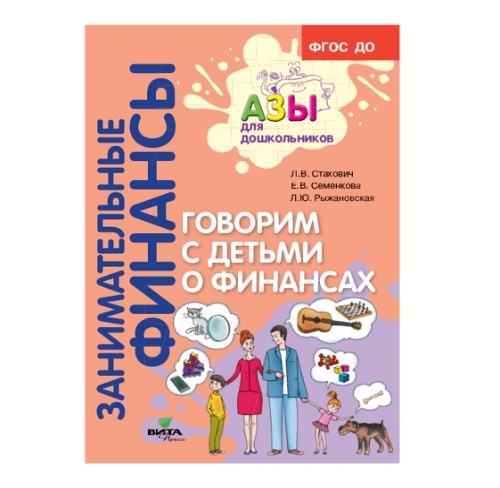 ФГОС ДО
АЗЫ
для
дошкольников
Л.В. Стахович
Е.В. Семенкова
Л.Ю. Рыжановская
ЗАНИМАТЕЛЬНЫЕ
ФИНАНСЫ
ГОВОРИМ
С ДЕТЬМИ
О ФИНАНСАХ
ВИТА
Пресс